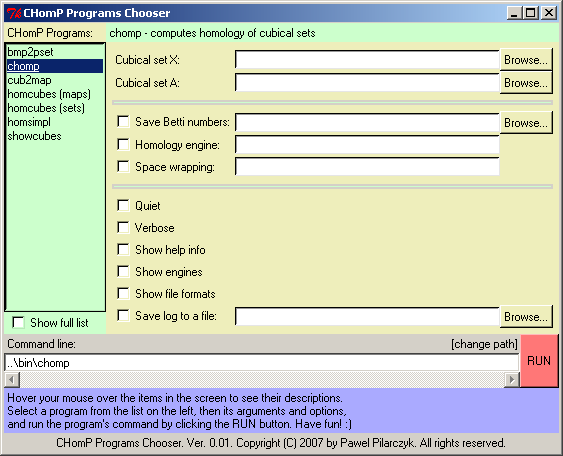 CHomP Programs Chooser
CHomP Programs:
chomp - computes homology of cubical sets
bmp2pset
chomp
cub2map
homcubes (maps)
homcubes (sets)
homsimpl
showcubes
Show full list
Cubical set X:
Browse...
Cubical set A:
Browse...
Save Betti numbers:
Browse...
Homology engine:
Space wrapping:
Quiet
Verbose
Show help info
Show engines
Show file formats
Save log to a file:
Browse...
Command line:
[change path]
..\bin\chomp
RUN
Hover your mouse over the items in the screen to see their descriptions.
Select a program from the list on the left, then its arguments and options,
and run the program's command by clicking the RUN button. Have fun! :)
CHomP Programs Chooser. Ver. 0.01. Copyright (C) 2007 by Pawel Pilarczyk. All rights reserved.